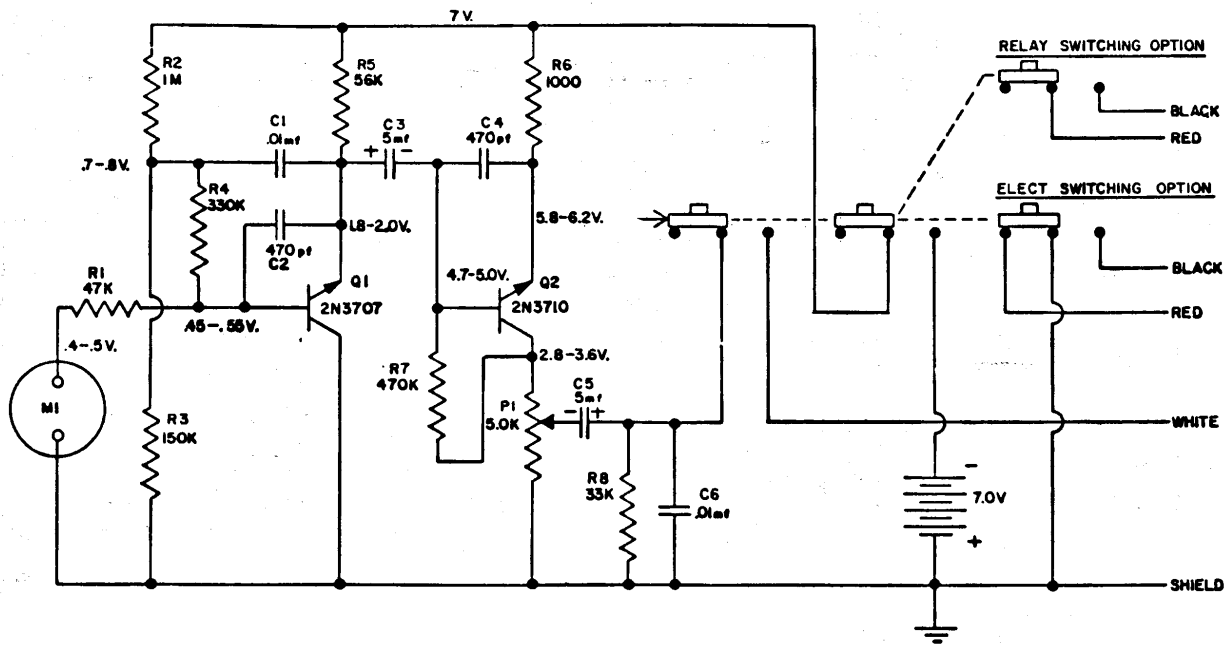 7 V.
RELAY SWITCHING OPTION
BLACK
RED
R2
1M
R5
56K
R6
1000
C1
.01mf
C3
5mf
+ -
C4
470pf
.7-.8V.
R4
330K
ELECT SWITCHING OPTION
1.8-2.0V.
5.8-6.2V.
470pf
C2
BLACK
R1
47K
Q1
2N3707
4.7-5.0V.
Q2
2N3710
RED
.45-.55V.
.4-.5V.
2.8-3.6V.
R7
470K
C5
5mf
- +
M1
P1
5.0K
R3
150K
WHITE
R8
33K
C6
.01mf
-
7.0V
+
SHIELD